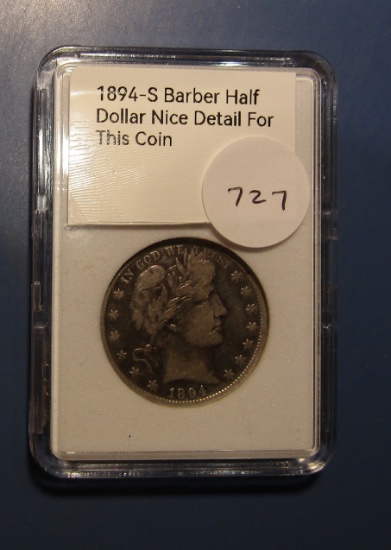 1894-S Barber Half
Dollar Nice Detail For
This Coin
727
IN GOD WE TRUST
1894